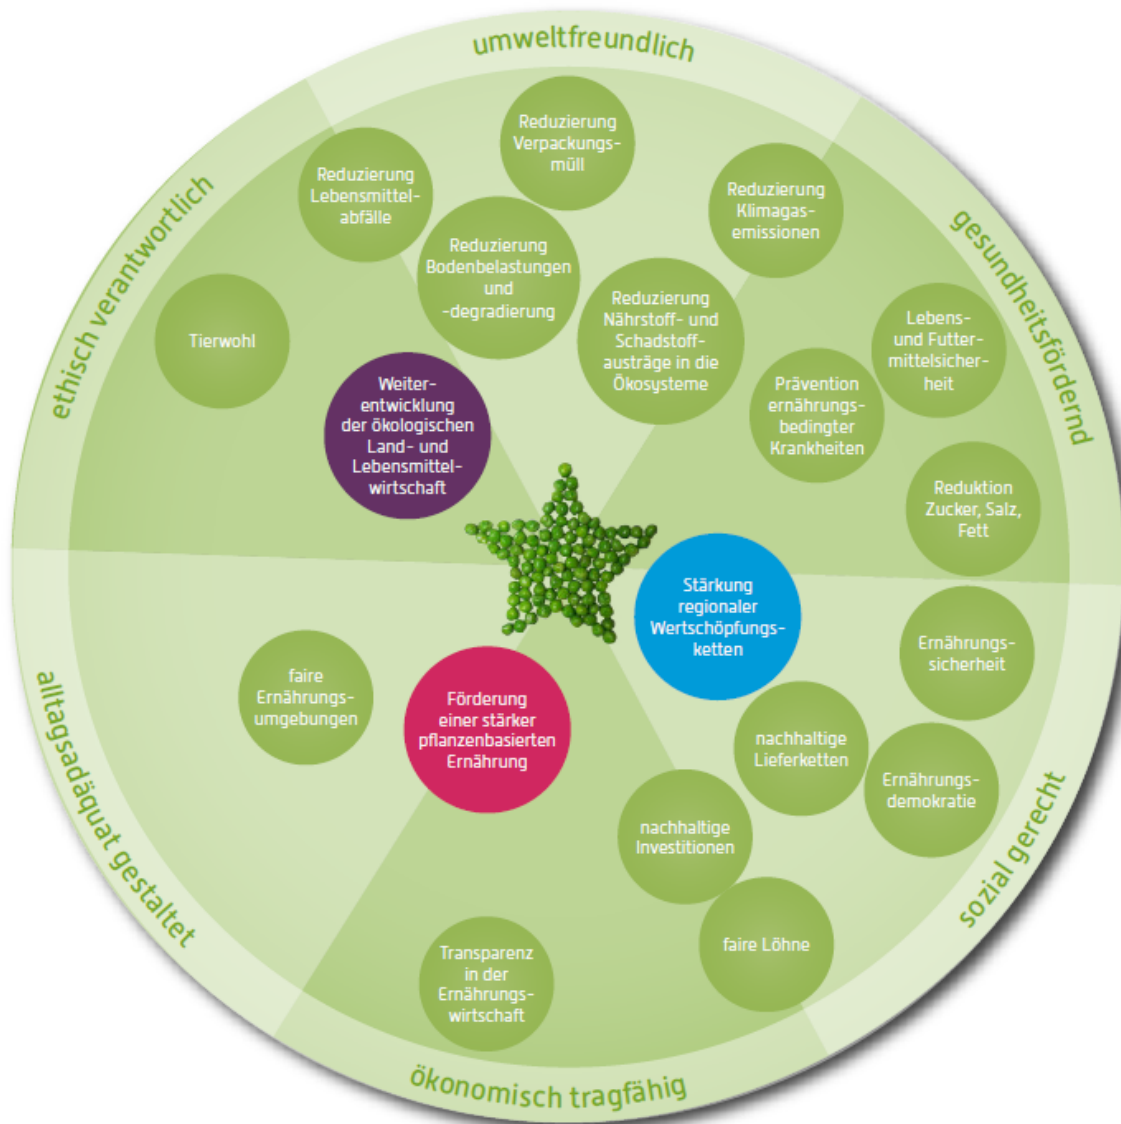 umweltfreundlich
gesundheitsfördernd
sozial gerecht
ökonomisch tragfähig
alltagsadäquat gestaltet
ethisch verantwortlich
Reduzierung
Verpackungs-
müll
Reduzierung
Lebensmittel-
abfälle
Reduzierung
Klimagas-
emissionen
Reduzierung
Bodenbelastungen
und
-degradierung
Reduzierung
Nährstoff- und
Schadstoff-
austräge in die
Ökosysteme
Tierwohl
Lebens-
und Futter-
mittelsicher-
heit
Weiter-
entwicklung
der ökologischen
Land- und
Lebensmittel-
wirtschaft
Prävention
ernährungs-
bedingter
Krankheiten
Reduktion
Zucker, Salz,
Fett
Stärkung
regionaler
Wertschöpfungs-
ketten
Ernährungs-
sicherheit
faire
Ernährungs-
umgebungen
Förderung
einer stärker
pflanzenbasierten
Ernährung
nachhaltige
Lieferketten
Ernährungs-
demokratie
nachhaltige
Investitionen
faire Löhne
Transparenz
in der
Ernährungs-
wirtschaft